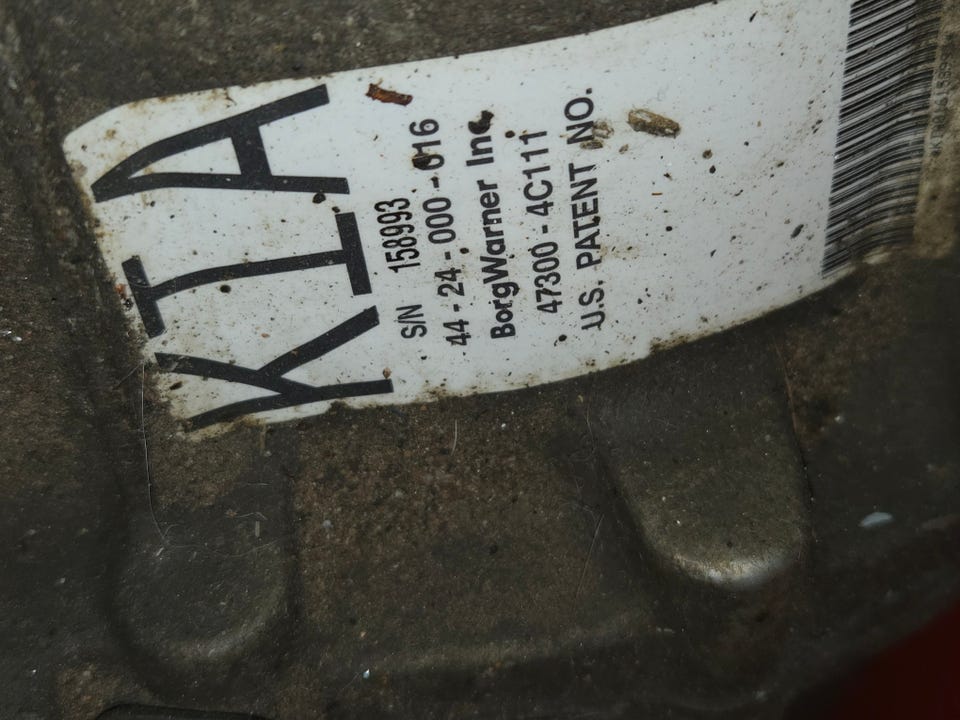 KIA
S/N 158993
44-24-000-016
BorgWarner Inc.
47300-4C111
U.S. PATENT NO.